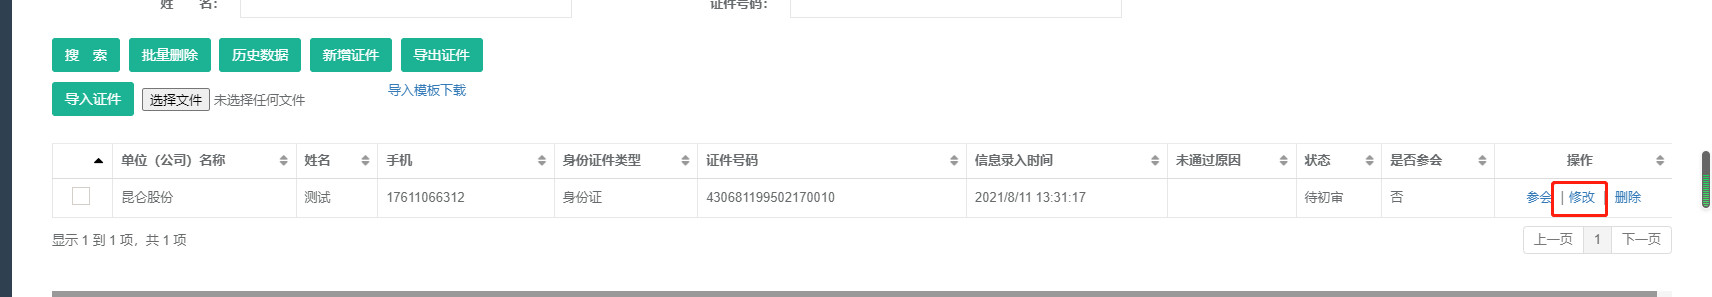 姓 名： 证件号码：
搜 索 批量删除 历史数据 新增证件 导出证件
导入证件 选择文件 未选择任何文件 导入模板下载
单位（公司）名称 姓名 手机 身份证件类型 证件号码 信息录入时间 未通过原因 状态 是否参会 操作
昆仑股份 测试 17611066312 身份证 430681199502170010 2021/8/11 13:31:17 待初审 否 参会 | 修改 | 删除
显示 1 到 1 项，共 1 项 上一页 1 下一页